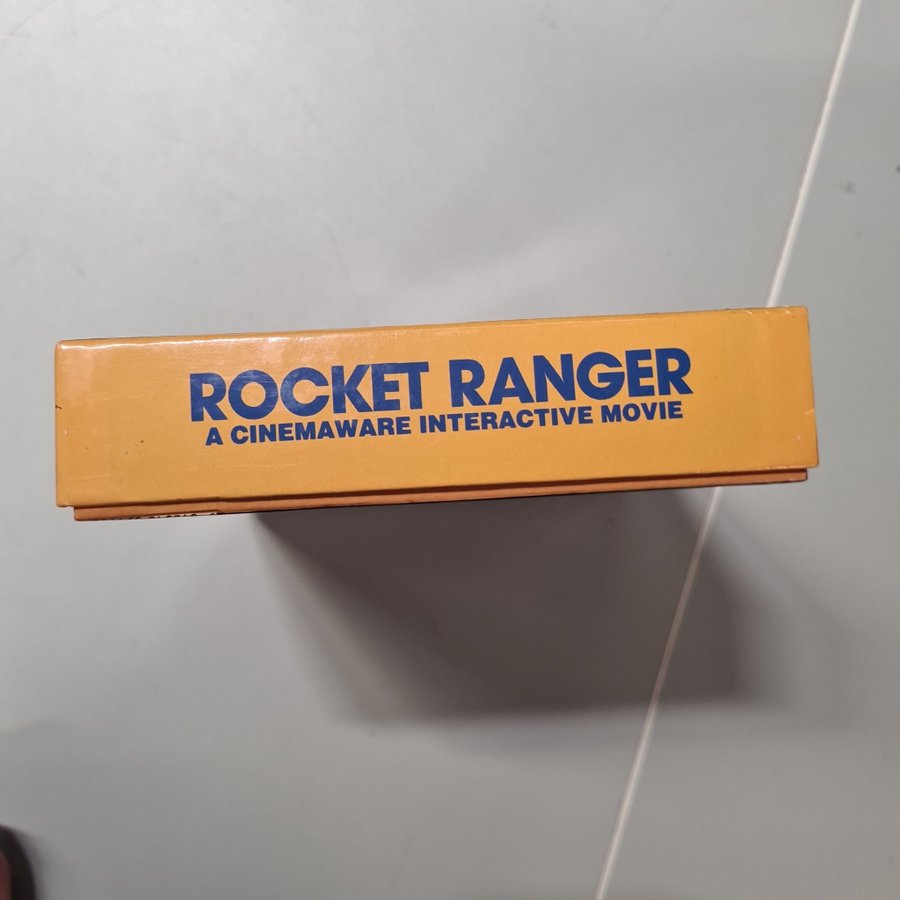 ROCKET RANGER
A CINEMAWARE INTERACTIVE MOVIE